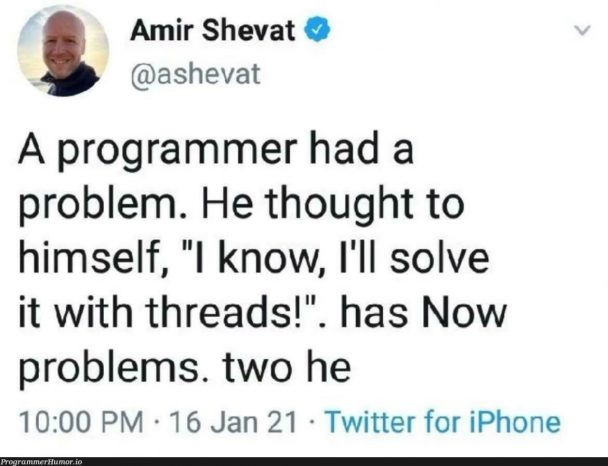 Amir Shevat
@ashevat
A programmer had a
problem. He thought to
himself, "I know, I'll solve
it with threads!". has Now
problems. two he
10:00 PM · 16 Jan 21 · Twitter for iPhone
ProgrammerHumor.io